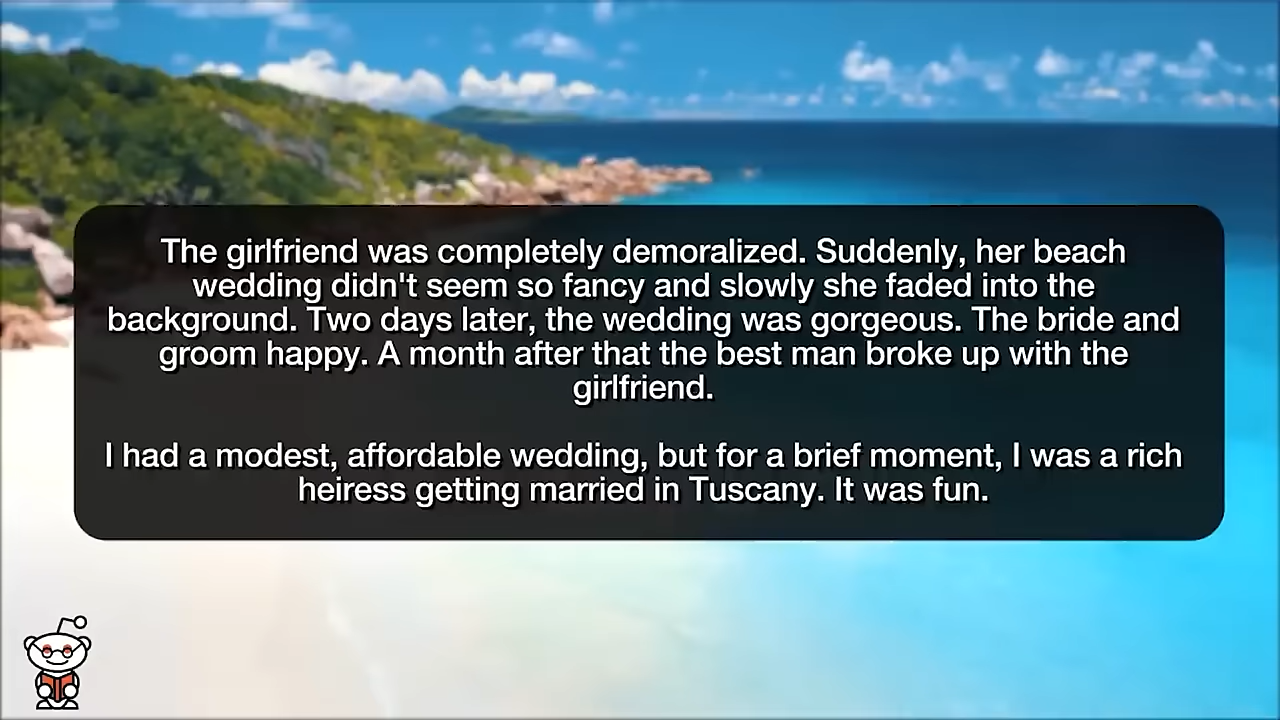 The girlfriend was completely demoralized. Suddenly, her beach
wedding didn't seem so fancy and slowly she faded into the
background. Two days later, the wedding was gorgeous. The bride and
groom happy. A month after that the best man broke up with the
girlfriend.
I had a modest, affordable wedding, but for a brief moment, I was a rich
heiress getting married in Tuscany. It was fun.